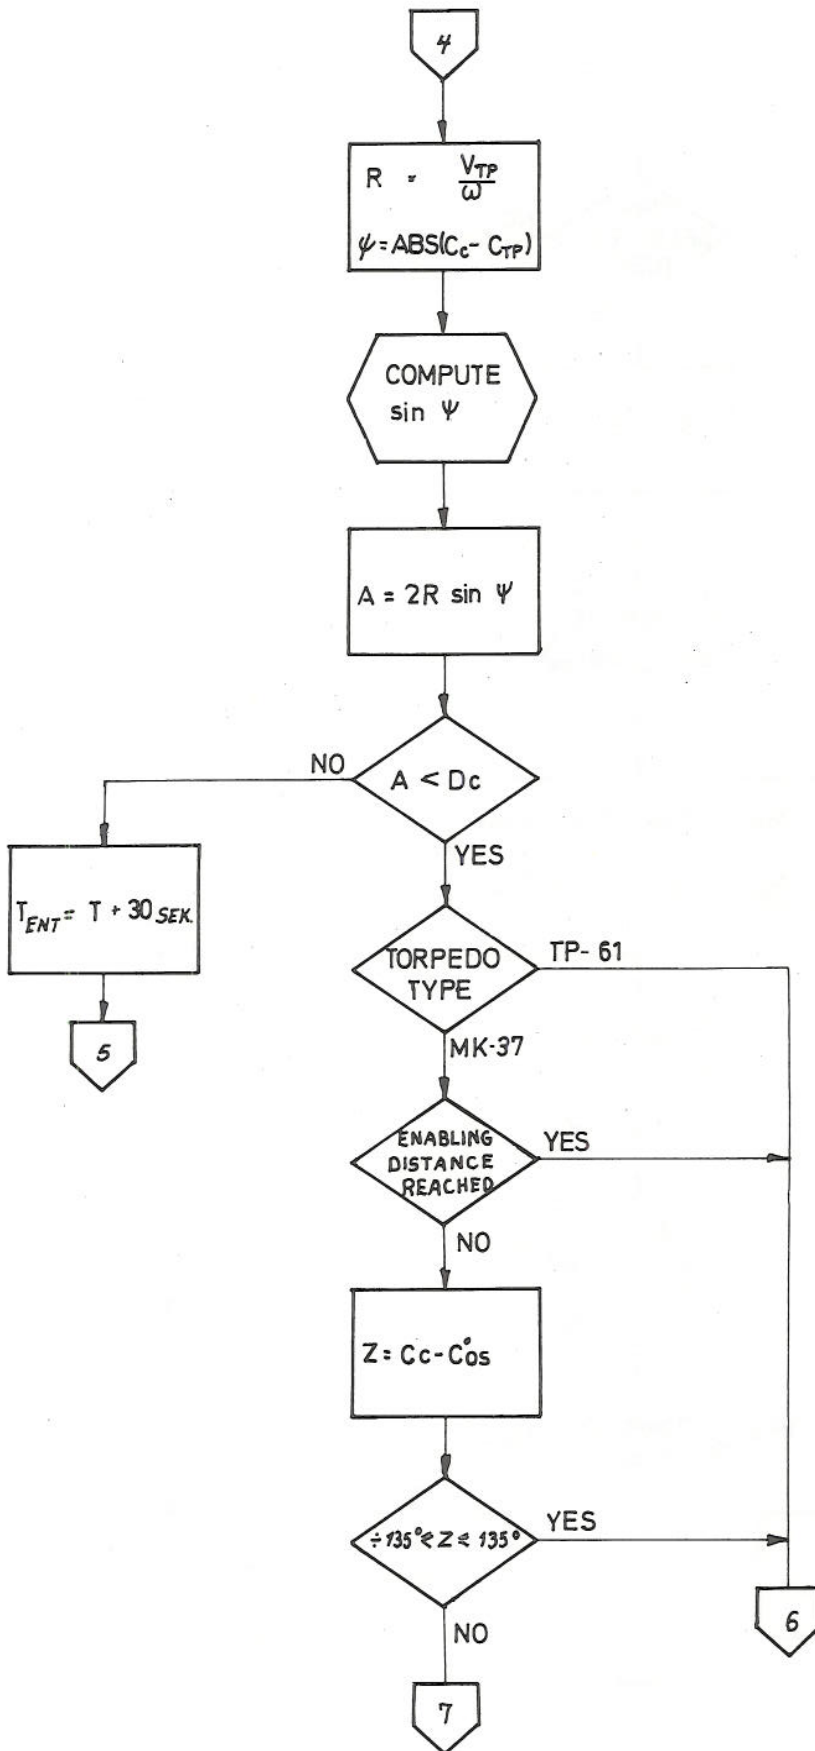 4
R = V_TP / ω
ψ = ABS(Cc - C_TP)
COMPUTE
sin Ψ
A = 2R sin Ψ
A < Dc
NO
YES
T_ENT = T + 30 SEK.
5
TORPEDO
TYPE
TP-61
MK-37
ENABLING
DISTANCE
REACHED
YES
NO
Z = Cc - C°os
÷135° ≤ Z ≤ 135°
YES
6
NO
7